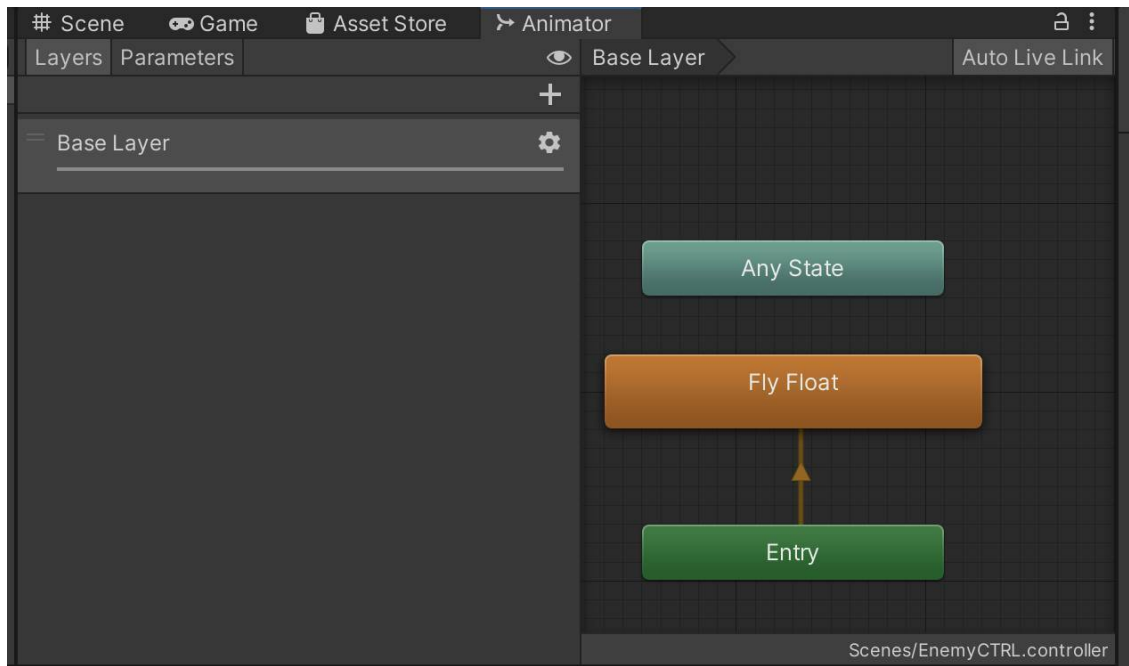 Scene Game Asset Store Animator
Layers Parameters Base Layer Auto Live Link
Base Layer
Any State
Fly Float
Entry
Scenes/EnemyCTRL.controller